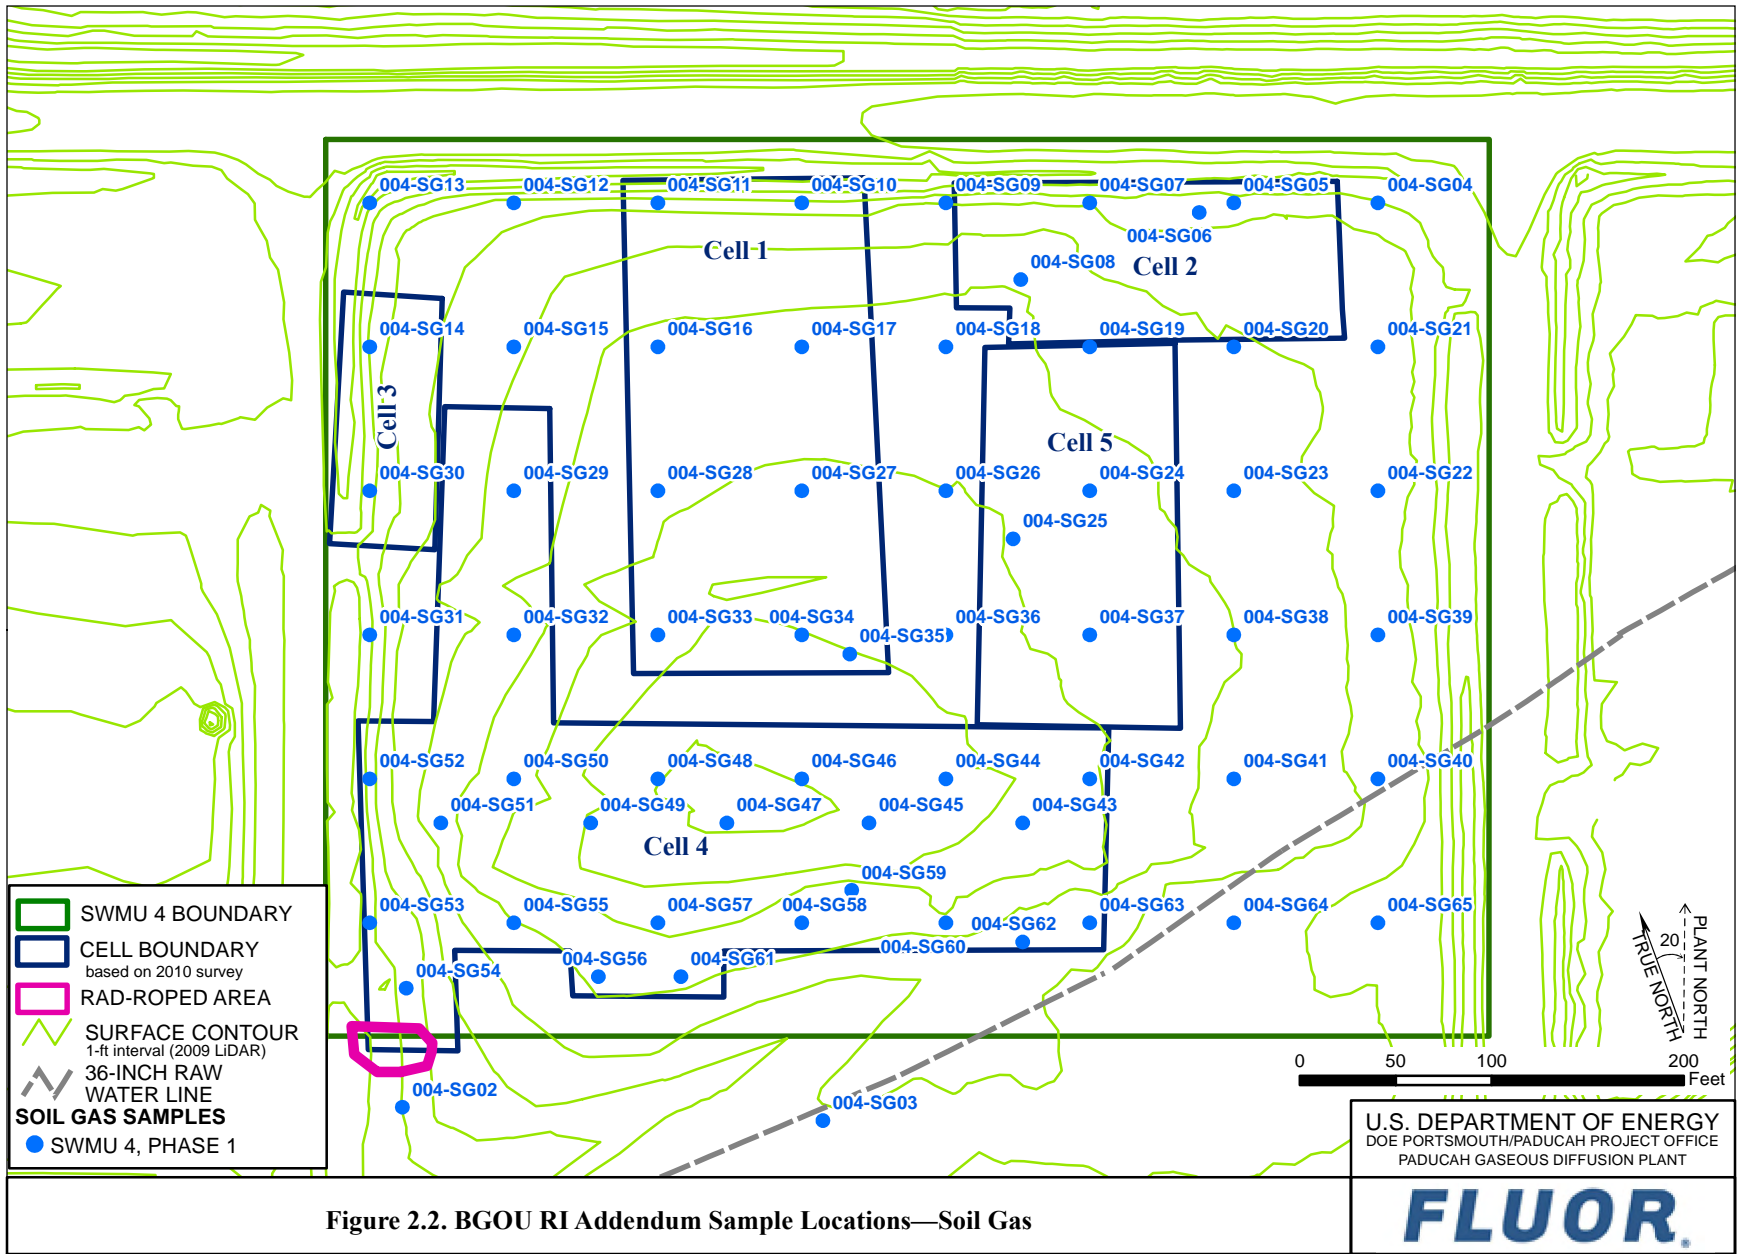 004-SG13 004-SG12 004-SG11 004-SG10 004-SG09 004-SG07 004-SG05 004-SG04
004-SG06
Cell 1
004-SG08
Cell 2
004-SG14 004-SG15 004-SG16 004-SG17 004-SG18 004-SG19 004-SG20 004-SG21
Cell 3
Cell 5
004-SG30 004-SG29 004-SG28 004-SG27 004-SG26 004-SG24 004-SG23 004-SG22
004-SG25
004-SG31 004-SG32 004-SG33 004-SG34 004-SG36 004-SG37 004-SG38 004-SG39
004-SG35
004-SG52 004-SG50 004-SG48 004-SG46 004-SG44 004-SG42 004-SG41 004-SG40
004-SG51 004-SG49 004-SG47 004-SG45 004-SG43
Cell 4
004-SG59
004-SG53 004-SG55 004-SG57 004-SG58 004-SG63 004-SG64 004-SG65
004-SG62
004-SG60
004-SG54 004-SG56 004-SG61
004-SG02
004-SG03
SWMU 4 BOUNDARY
CELL BOUNDARY
based on 2010 survey
RAD-ROPED AREA
SURFACE CONTOUR
1-ft interval (2009 LiDAR)
36-INCH RAW
WATER LINE
SOIL GAS SAMPLES
SWMU 4, PHASE 1
TRUE NORTH
20
PLANT NORTH
0 50 100 200
Feet
U.S. DEPARTMENT OF ENERGY
DOE PORTSMOUTH/PADUCAH PROJECT OFFICE
PADUCAH GASEOUS DIFFUSION PLANT
Figure 2.2. BGOU RI Addendum Sample Locations—Soil Gas
FLUOR®